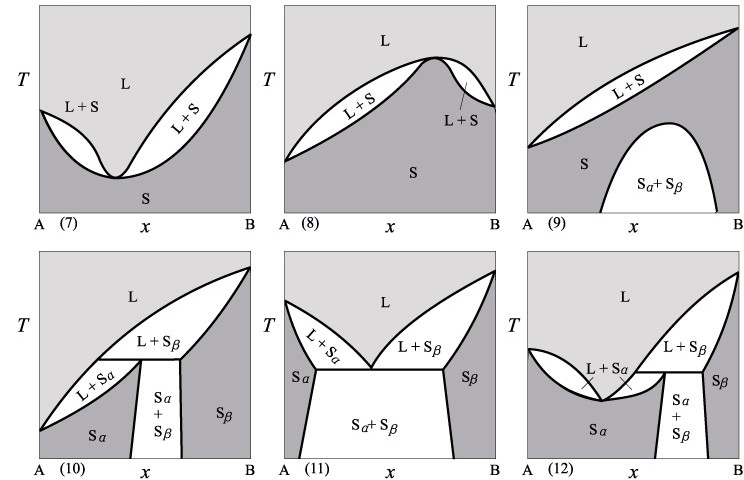 T
L
L + S
L + S
S
A (7) x B
T
L
L + S
L + S
S
A (8) x B
T
L
L + S
S
Sα+ Sβ
A (9) x B
T
L
L + Sβ
L + Sα
Sα
+
Sβ
Sα
Sβ
A (10) x B
T
L
L + Sα
L + Sβ
Sα
Sβ
Sα+ Sβ
A (11) x B
T
L
L + Sβ
L + Sα
Sβ
Sα
+
Sβ
Sα
A (12) x B